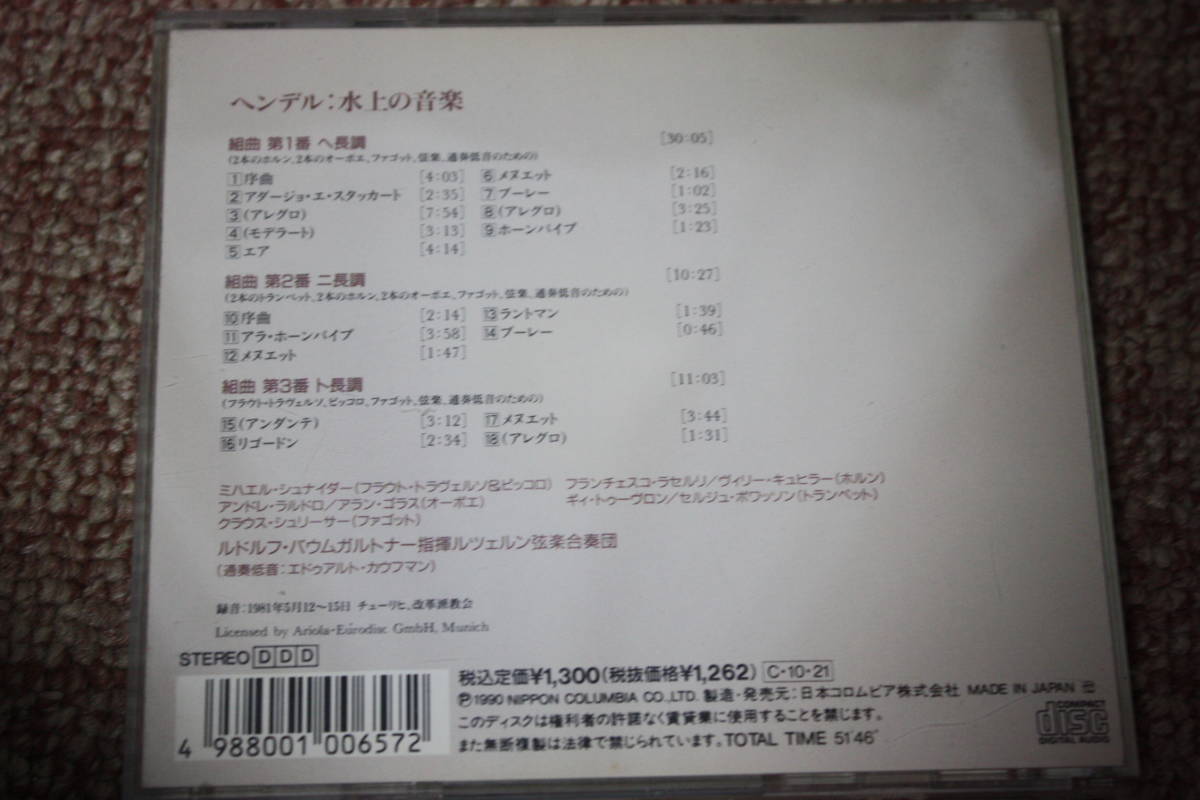 ヘンデル:水上の音楽
組曲 第1番 ヘ長調 [30:05]
(2本のホルン、2本のオーボエ、ファゴット、弦楽、通奏低音のための)
1 序曲 [4:03] 6 メヌエット [2:16]
2 アダージョ・エ・スタッカート [2:35] 7 ブーレー [1:02]
3 (アレグロ) [7:54] 8 (アレグロ) [3:25]
4 (モデラート) [3:13] 9 ホーンパイプ [1:23]
5 エア [4:14]
組曲 第2番 ニ長調 [10:27]
(2本のトランペット、2本のホルン、2本のオーボエ、ファゴット、弦楽、通奏低音のための)
10 序曲 [2:14] 13 ラントマン [1:39]
11 アラ・ホーンパイプ [3:58] 14 ブーレー [0:46]
12 メヌエット [1:47]
組曲 第3番 ト長調 [11:03]
(フラウト・トラヴェルソ、ピッコロ、ファゴット、弦楽、通奏低音のための)
15 (アンダンテ) [3:12] 17 メヌエット [3:44]
16 リゴードン [2:34] 18 (アレグロ) [1:31]
ミハエル・シュナイダー(フラウト・トラヴェルソ&ピッコロ) フランチェスコ・ラセルリ/ヴィリー・キュヒラー(ホルン)
アンドレ・ラルドロ/アラン・ゴラス(オーボエ) ギィ・トゥーヴロン/セルジュ・ボワッソン(トランペット)
クラウス・シュリーサー(ファゴット)
ルドルフ・バウムガルトナー指揮ルツェルン弦楽合奏団
(通奏低音:エドゥアルト・カウフマン)
録音:1981年5月12〜15日 チューリヒ、改革派教会
Licensed by Ariola-Eurodisc GmbH, Munich
STEREO DDD
税込定価¥1,300(税抜価格¥1,262) C・10・21
Ⓟ1990 NIPPON COLUMBIA CO.,LTD. 製造・発売元:日本コロムビア株式会社 MADE IN JAPAN
このディスクは権利者の許諾なく賃貸業に使用することを禁じます。
また無断複製は法律で禁じられています。TOTAL TIME 51'46"
COMPACT
disc
DIGITAL AUDIO
4 988001 006572